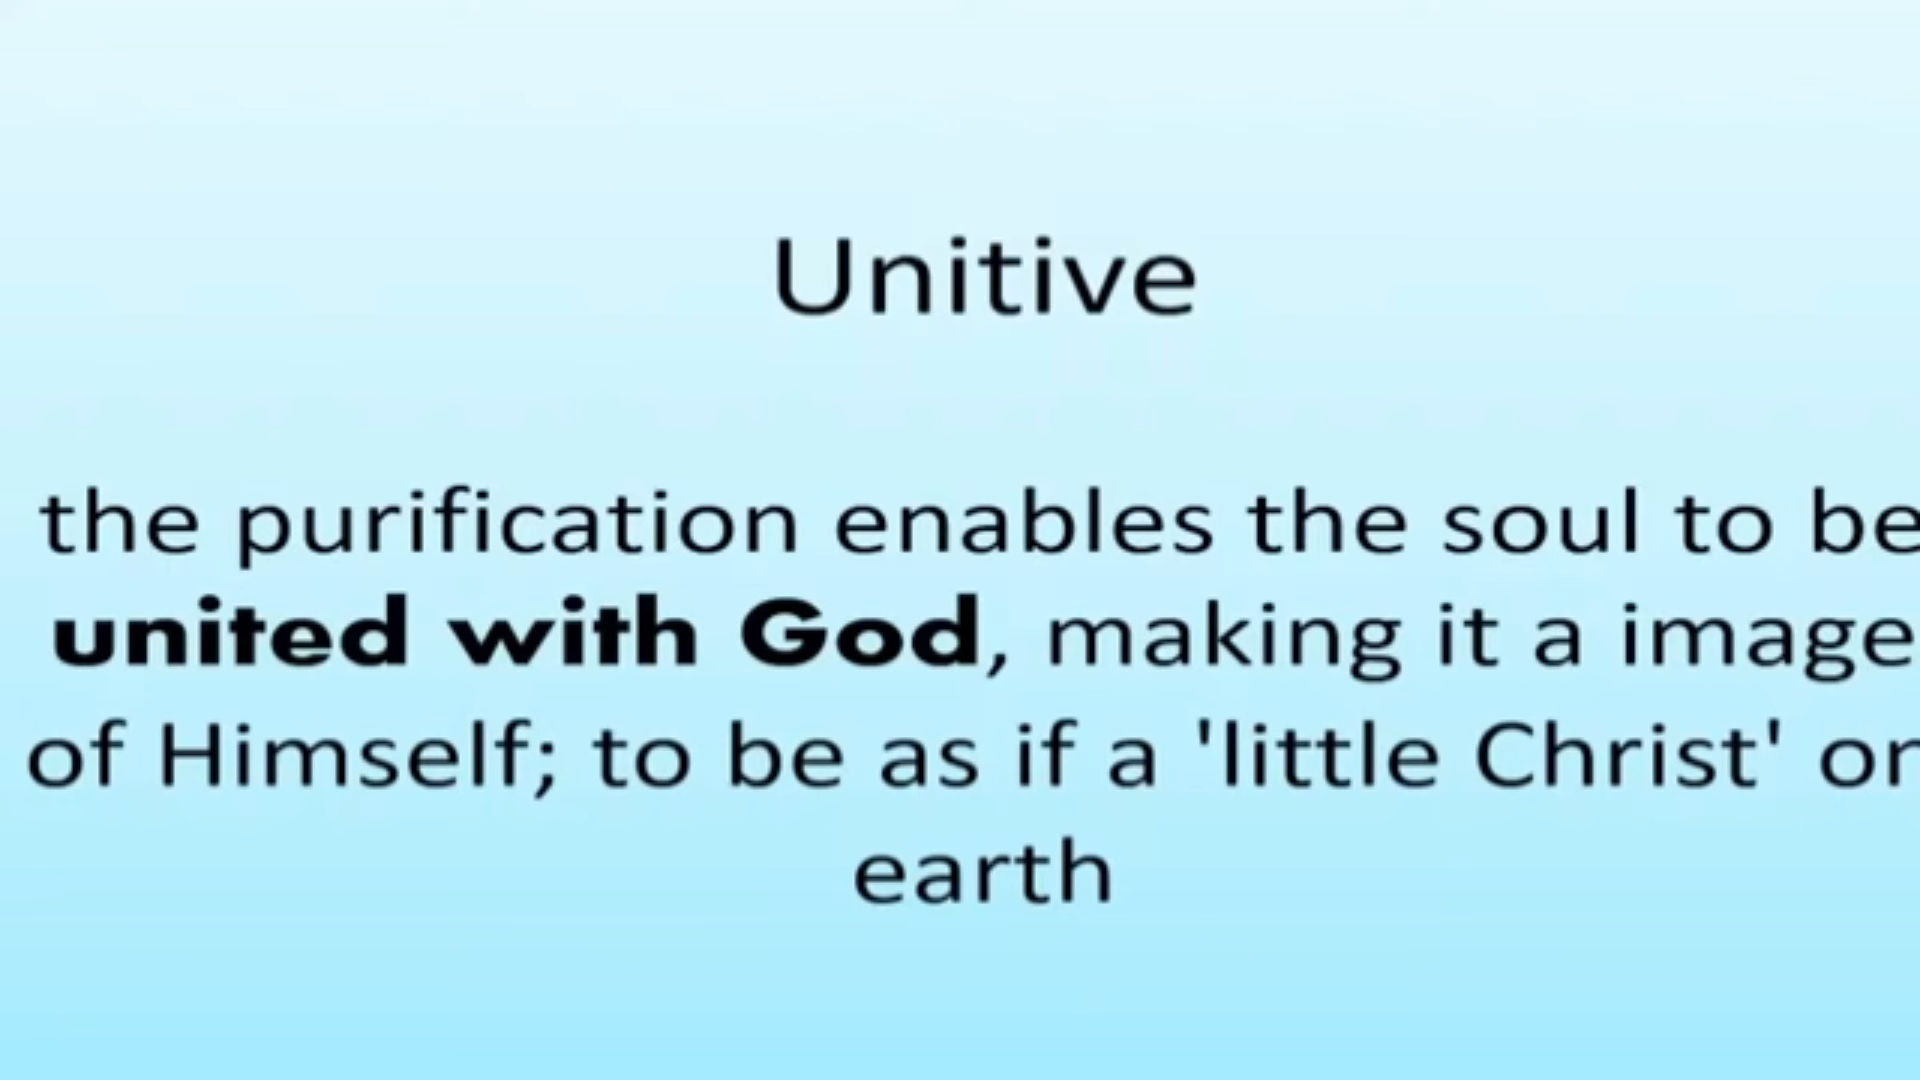 Unitive
the purification enables the soul to be
united with God, making it a image
of Himself; to be as if a 'little Christ' on
earth